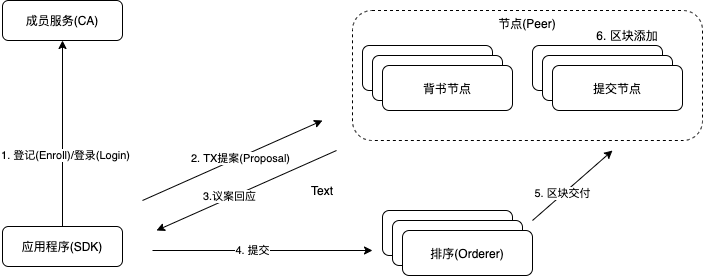 成员服务(CA)
节点(Peer)
6. 区块添加
背书节点
提交节点
1. 登记(Enroll)/登录(Login)
2. TX提案(Proposal)
3.议案回应
Text
5. 区块交付
应用程序(SDK)
4. 提交
排序(Orderer)